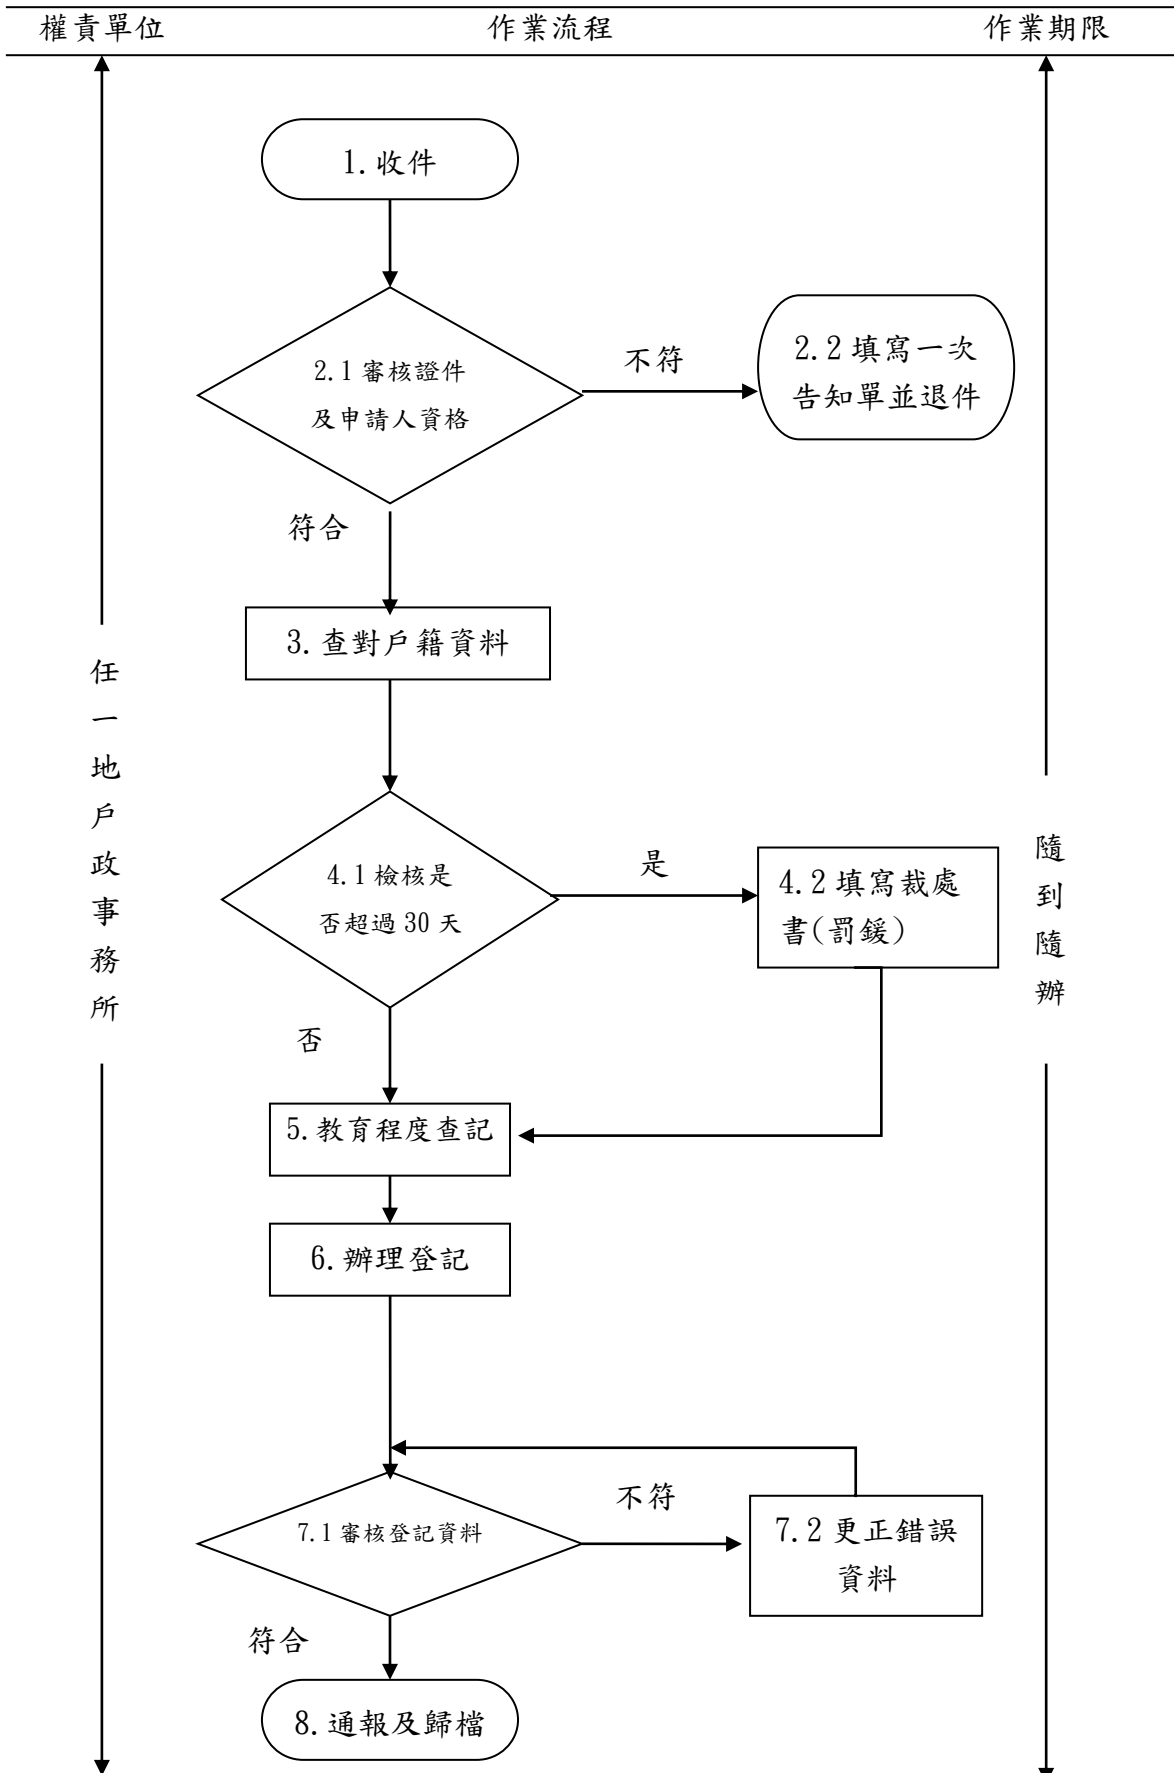 權責單位
作業流程
作業期限
1.收件
2.1審核證件
及申請人資格
不符
2.2填寫一次
告知單並退件
符合
3.查對戶籍資料
任
一
地
戶
政
事
務
所
4.1檢核是
否超過30天
是
4.2填寫裁處
書(罰鍰)
隨
到
隨
辦
否
5.教育程度查記
6.辦理登記
7.1審核登記資料
不符
7.2更正錯誤
資料
符合
8.通報及歸檔